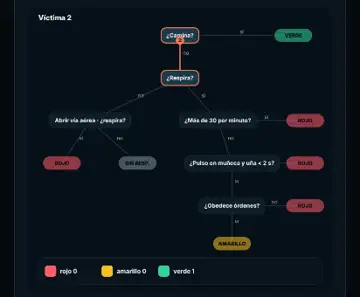 Víctima 2
¿Camina?
sí
VERDE
no
¿Respira?
no
sí
Abrir vía aérea · ¿respira?
¿Más de 30 por minuto?
sí
ROJO
sí
no
no
ROJO
SIN RESP.
¿Pulso en muñeca y uña < 2 s?
no
ROJO
sí
¿Obedece órdenes?
no
ROJO
sí
AMARILLO
rojo 0
amarillo 0
verde 1